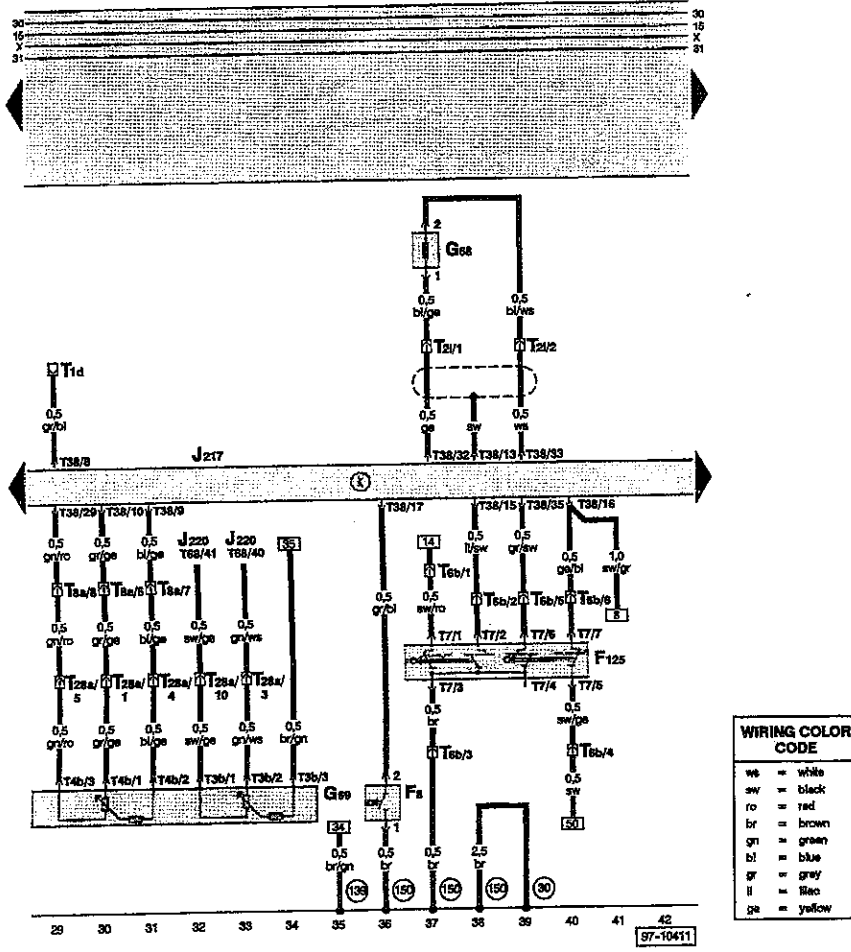 30
15
X
31
30
15
X
31
2
G68
1
0,5
bl/ge
0,5
bl/ws
T2i/1
T2i/2
T1d
0,5
gr/bl
0,5
ge
sw
0,5
ws
T38/8
J217
T38/32
T38/13
T38/33
K
T38/29
T38/10
T38/9
T38/17
T38/15
T38/35
T38/16
0,5
gn/ro
0,5
gr/ge
0,5
bl/ge
J220
T68/41
J220
T68/40
35
14
0,5
li/sw
0,5
gr/sw
0,5
ge/bl
1,0
sw/gr
T8a/8
T8a/7
T6b/1
0,5
gr/bl
0,5
sw/ro
T6b/2
T6b/5
T6b/6
8
0,5
gn/ro
0,5
gr/ge
0,5
bl/ge
0,5
sw/ge
0,5
gn/ws
T7/1
T7/2
T7/6
T7/7
F125
T28a/
5
T28a/
1
T28a/
4
T28a/
10
T28a/
3
T7/3
T7/4
T7/5
0,5
br
0,5
sw/ge
0,5
gn/ro
0,5
gr/ge
0,5
bl/ge
0,5
sw/ge
0,5
gn/ws
0,5
br/gn
T6b/3
T6b/4
T4b/3
T4b/1
T4b/2
T3b/1
T3b/2
T3b/3
G69
2
F8
1
0,5
sw
50
34
0,5
br/gn
0,5
br
0,5
br
2,5
br
139
150
150
150
30
29 30 31 32 33 34 35 36 37 38 39 40 41 42
97-10411
WIRING COLOR
CODE
ws = white
sw = black
ro = red
br = brown
gn = green
bl = blue
gr = grey
li = lilac
ge = yellow